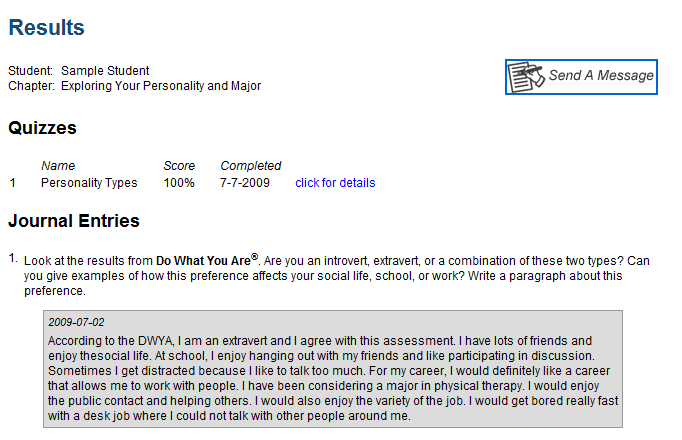 Results
Student: Sample Student
Send A Message
Chapter: Exploring Your Personality and Major
Quizzes
Name Score Completed
1 Personality Types 100% 7-7-2009 click for details
Journal Entries
1. Look at the results from Do What You Are®. Are you an introvert, extravert, or a combination of these two types? Can
you give examples of how this preference affects your social life, school, or work? Write a paragraph about this
preference.
2009-07-02
According to the DWYA, I am an extravert and I agree with this assessment. I have lots of friends and
enjoy thesocial life. At school, I enjoy hanging out with my friends and like participating in discussion.
Sometimes I get distracted because I like to talk too much. For my career, I would definitely like a career
that allows me to work with people. I have been considering a major in physical therapy. I would enjoy
the public contact and helping others. I would also enjoy the variety of the job. I would get bored really fast
with a desk job where I could not talk with other people around me.